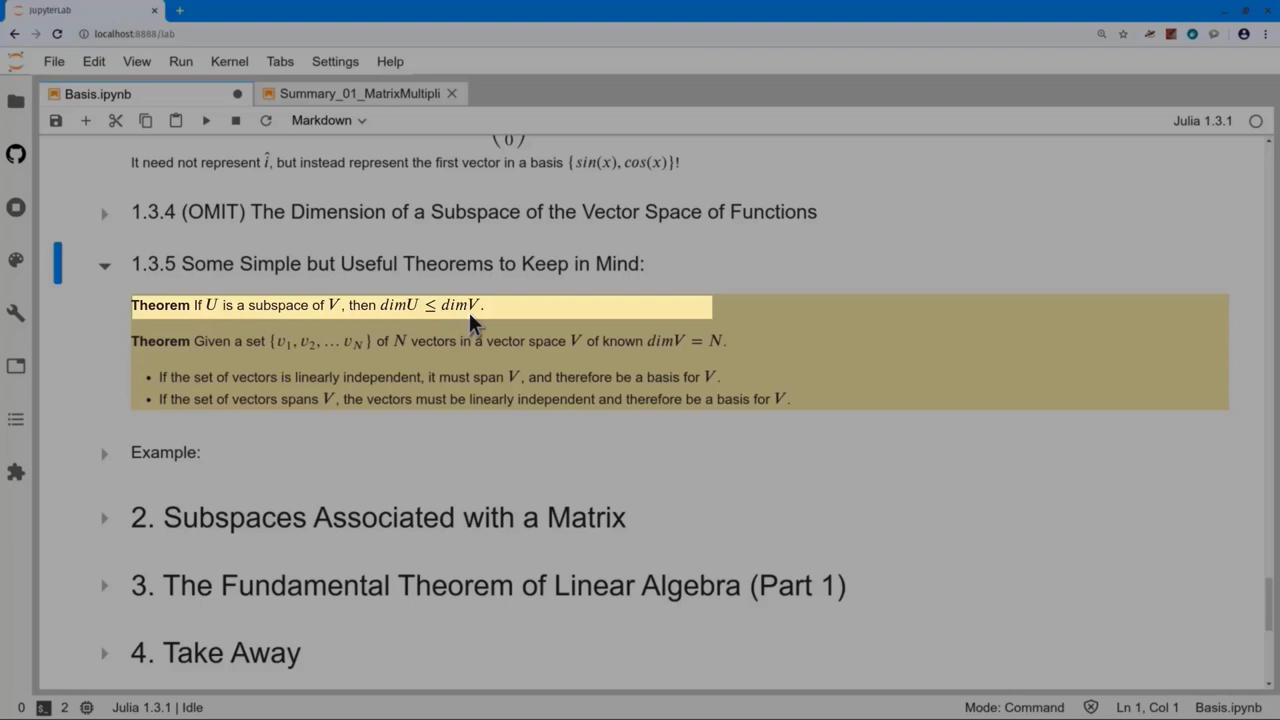 JupyterLab
localhost:8888/lab
File Edit View Run Kernel Tabs Settings Help
Basis.ipynb Summary_01_MatrixMultipli
Markdown Julia 1.3.1
( 0 )
It need not represent î, but instead represent the first vector in a basis {sin(x), cos(x)}!
1.3.4 (OMIT) The Dimension of a Subspace of the Vector Space of Functions
1.3.5 Some Simple but Useful Theorems to Keep in Mind:
Theorem If U is a subspace of V, then dimU ≤ dimV.
Theorem Given a set {v₁, v₂, … v_N} of N vectors in a vector space V of known dimV = N.
• If the set of vectors is linearly independent, it must span V, and therefore be a basis for V.
• If the set of vectors spans V, the vectors must be linearly independent and therefore be a basis for V.
Example:
2. Subspaces Associated with a Matrix
3. The Fundamental Theorem of Linear Algebra (Part 1)
4. Take Away
0 2 Julia 1.3.1 | Idle Mode: Command Ln 1, Col 1 Basis.ipynb